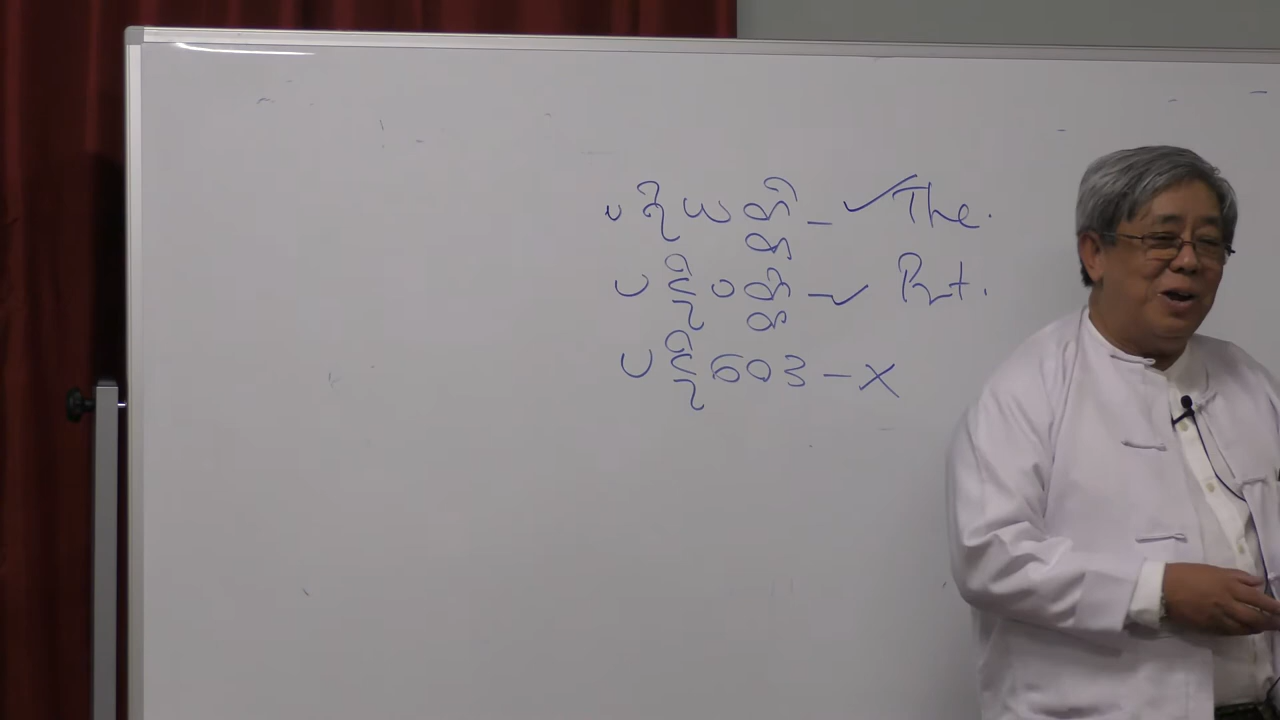 ပရိယတ္တိ - ✓ The.
ပဋိပတ္တိ - ✓ Prt.
ပဋိဝေဒ - X